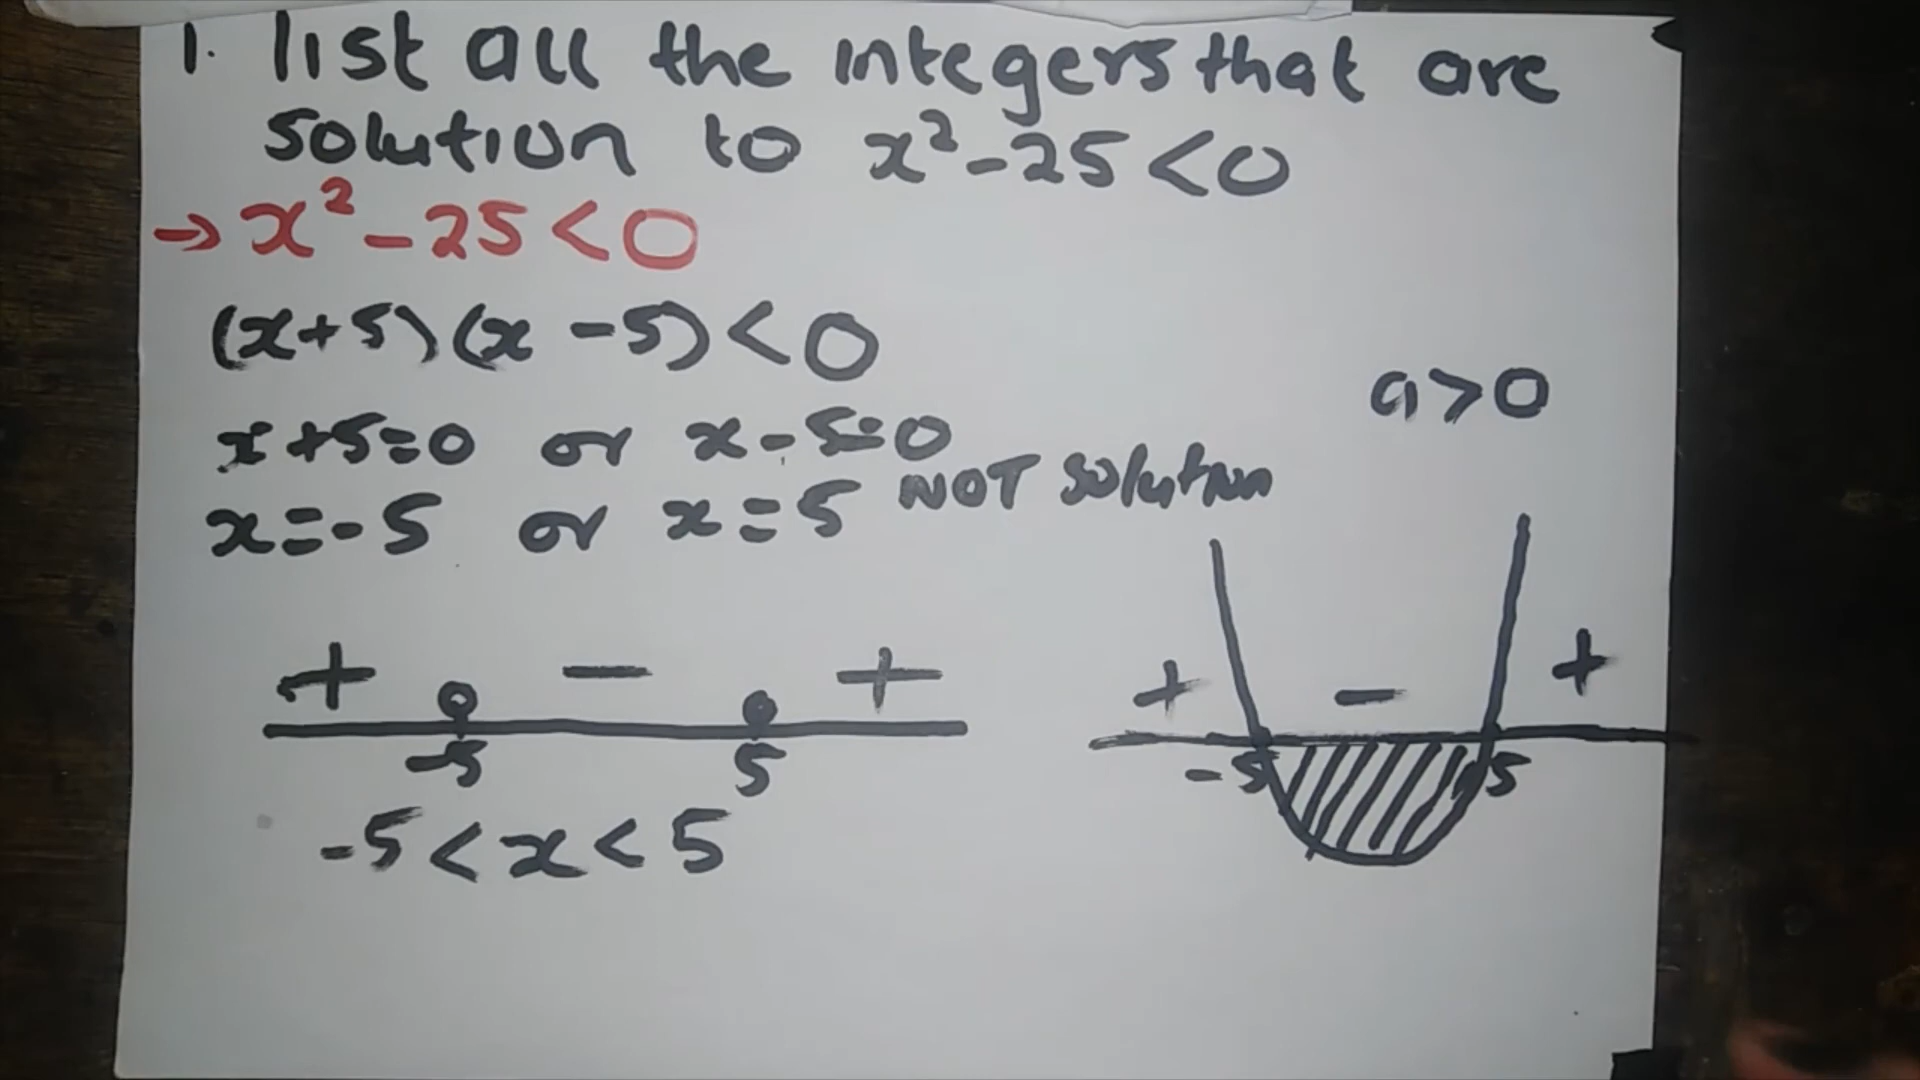 1. list all the integers that are
solution to x²-25<0
→x²-25<0
(x+5)(x-5)<0
a>0
x+5=0 or x-5=0
x=-5 or x=5 NOT solution
+ - +
-5 5
+ - +
-5 5
-5<x<5